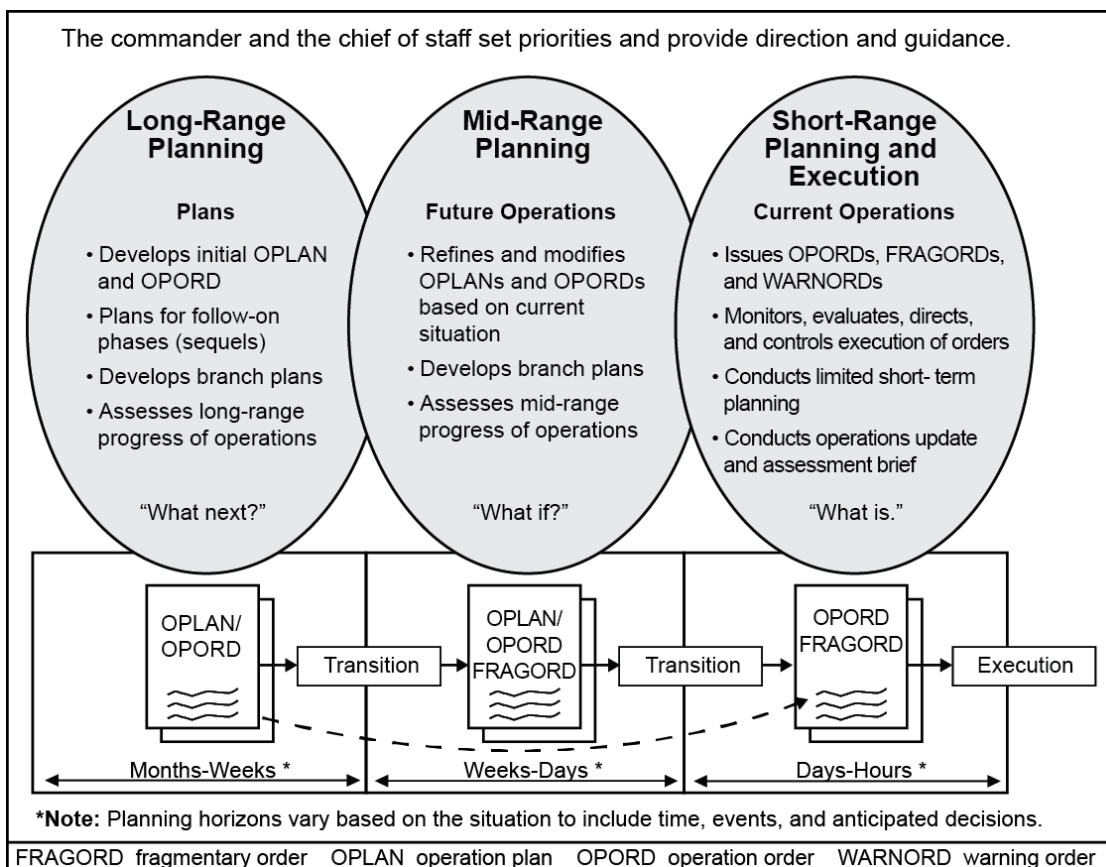 The commander and the chief of staff set priorities and provide direction and guidance.
Long-Range
Planning
Plans
• Develops initial OPLAN
and OPORD
• Plans for follow-on
phases (sequels)
• Develops branch plans
• Assesses long-range
progress of operations
“What next?”
Mid-Range
Planning
Future Operations
• Refines and modifies
OPLANs and OPORDs
based on current
situation
• Develops branch plans
• Assesses mid-range
progress of operations
“What if?”
Short-Range
Planning and
Execution
Current Operations
• Issues OPORDs, FRAGORDs,
and WARNORDs
• Monitors, evaluates, directs,
and controls execution of orders
• Conducts limited short- term
planning
• Conducts operations update
and assessment brief
“What is.”
OPLAN/
OPORD
Transition
OPLAN/
OPORD
FRAGORD
Transition
OPORD
FRAGORD
Execution
Months-Weeks *
Weeks-Days *
Days-Hours *
*Note: Planning horizons vary based on the situation to include time, events, and anticipated decisions.
FRAGORD fragmentary order OPLAN operation plan OPORD operation order WARNORD warning order